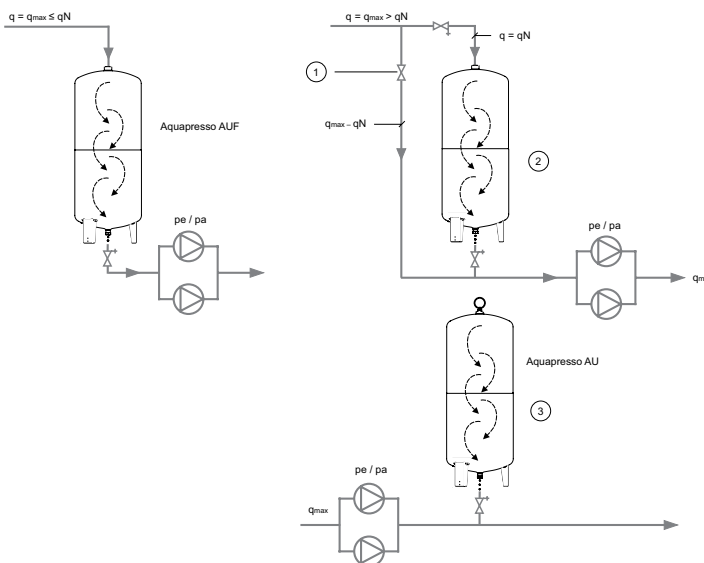 q = qmax ≤ qN
Aquapresso AUF
pe / pa
q = qmax > qN
q = qN
1
qmax – qN
2
pe / pa
qm
Aquapresso AU
3
pe / pa
qmax